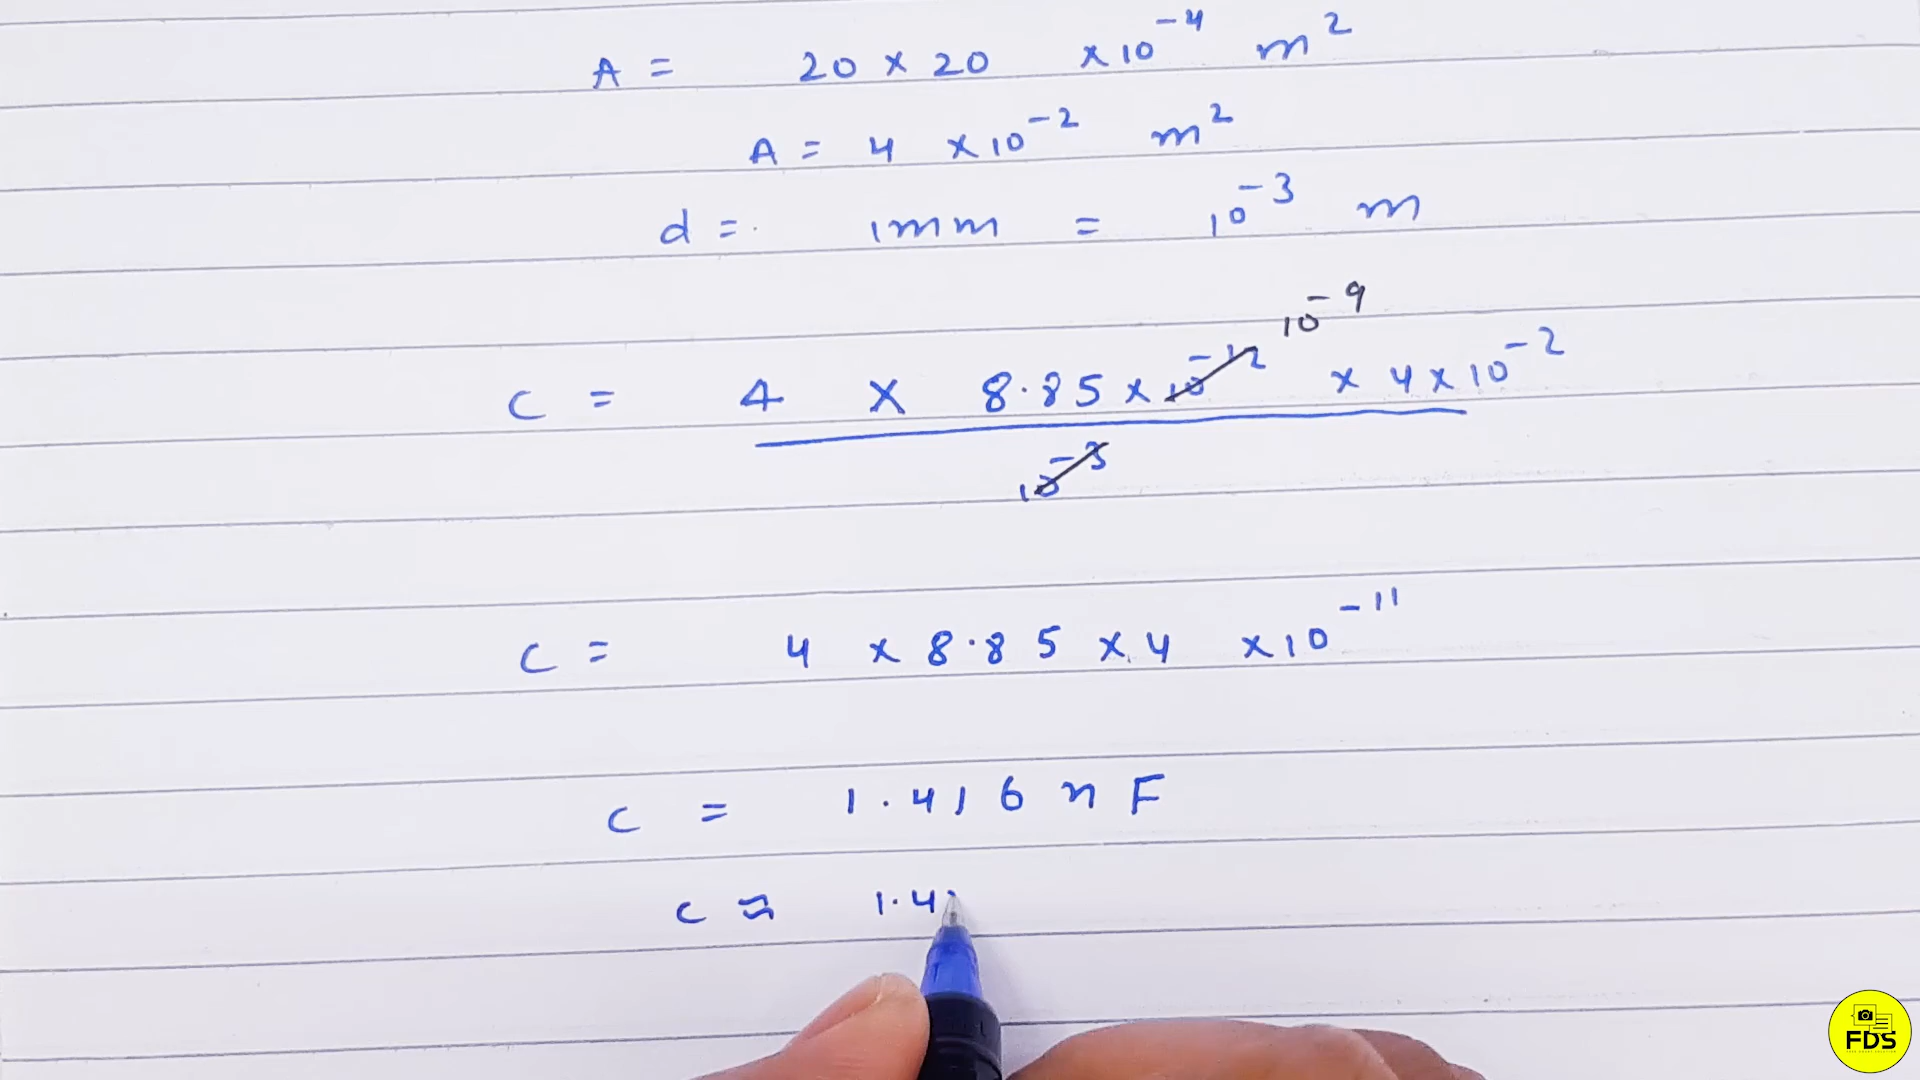 A = 20 × 20 × 10⁻⁴ m²
A = 4 × 10⁻² m²
d = 1mm = 10⁻³ m
10⁻⁹
C = 4 × 8.85 × 10⁻¹² × 4 × 10⁻²
10⁻³
C = 4 × 8.85 × 4 × 10⁻¹¹
C = 1.416 nF
C ≈ 1.4
FDS